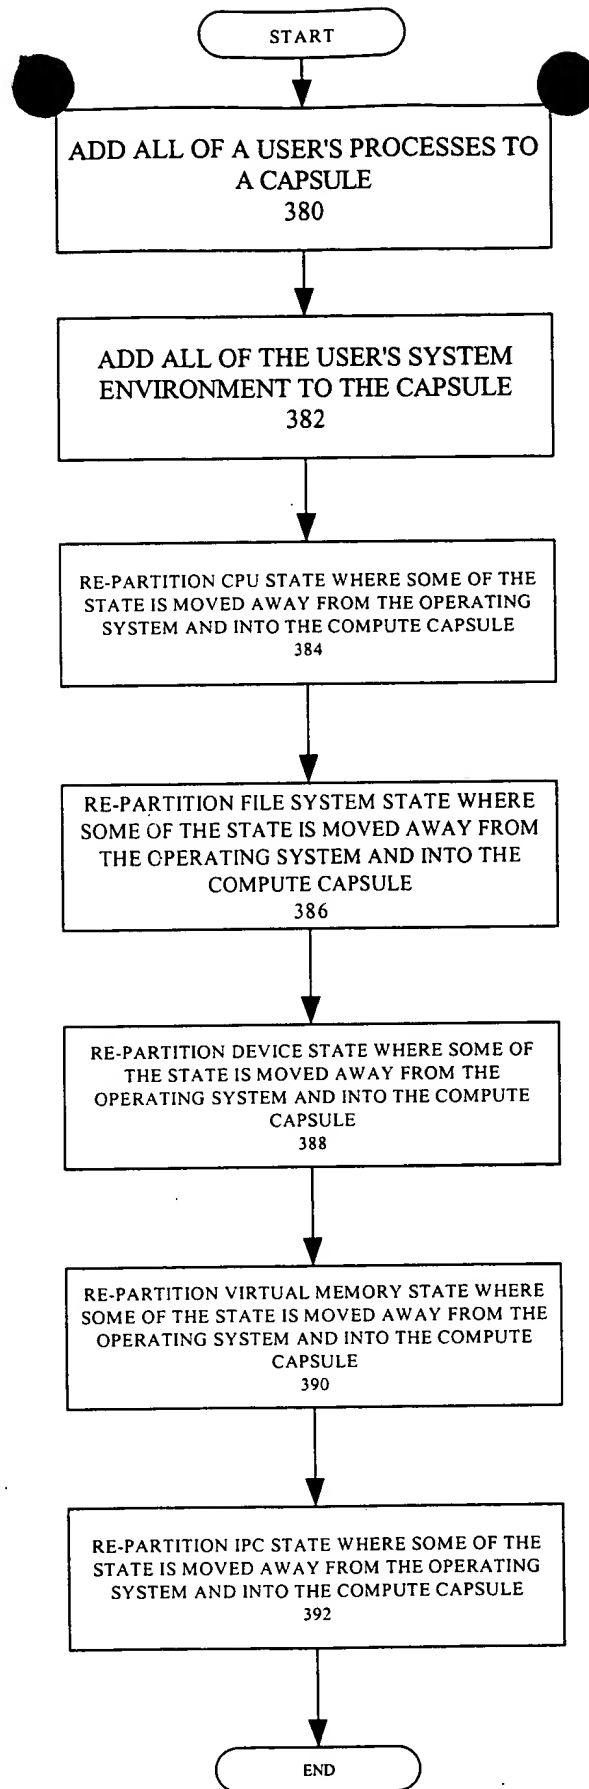 START
ADD ALL OF A USER'S PROCESSES TO
A CAPSULE
380
ADD ALL OF THE USER'S SYSTEM
ENVIRONMENT TO THE CAPSULE
382
RE-PARTITION CPU STATE WHERE SOME OF THE
STATE IS MOVED AWAY FROM THE OPERATING
SYSTEM AND INTO THE COMPUTE CAPSULE
384
RE-PARTITION FILE SYSTEM STATE WHERE
SOME OF THE STATE IS MOVED AWAY FROM
THE OPERATING SYSTEM AND INTO THE
COMPUTE CAPSULE
386
RE-PARTITION DEVICE STATE WHERE SOME OF
THE STATE IS MOVED AWAY FROM THE
OPERATING SYSTEM AND INTO THE COMPUTE
CAPSULE
388
RE-PARTITION VIRTUAL MEMORY STATE WHERE
SOME OF THE STATE IS MOVED AWAY FROM THE
OPERATING SYSTEM AND INTO THE COMPUTE
CAPSULE
390
RE-PARTITION IPC STATE WHERE SOME OF THE
STATE IS MOVED AWAY FROM THE OPERATING
SYSTEM AND INTO THE COMPUTE CAPSULE
392
END